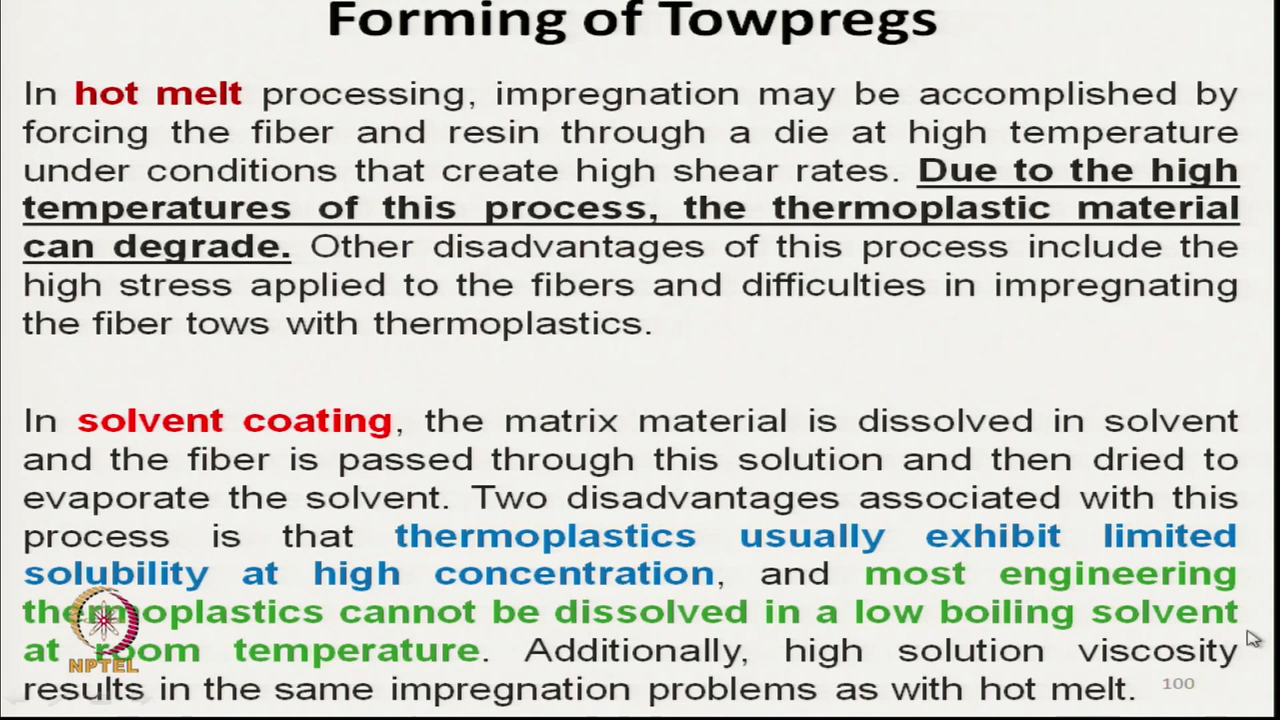 Forming of Towpregs
In hot melt processing, impregnation may be accomplished by
forcing the fiber and resin through a die at high temperature
under conditions that create high shear rates. Due to the high
temperatures of this process, the thermoplastic material
can degrade. Other disadvantages of this process include the
high stress applied to the fibers and difficulties in impregnating
the fiber tows with thermoplastics.
In solvent coating, the matrix material is dissolved in solvent
and the fiber is passed through this solution and then dried to
evaporate the solvent. Two disadvantages associated with this
process is that thermoplastics usually exhibit limited
solubility at high concentration, and most engineering
thermoplastics cannot be dissolved in a low boiling solvent
at room temperature. Additionally, high solution viscosity
results in the same impregnation problems as with hot melt.
NPTEL
100